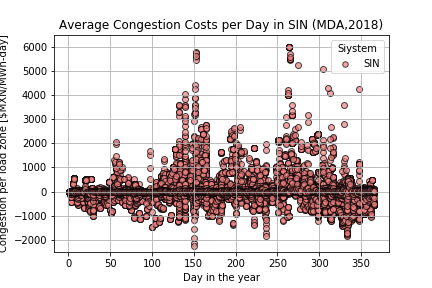 Average Congestion Costs per Day in SIN (MDA,2018)
Congestion per load zone [$MXN/MWh-day]
6000
5000
4000
3000
2000
1000
0
−1000
−2000
Siystem
SIN
0 50 100 150 200 250 300 350
Day in the year